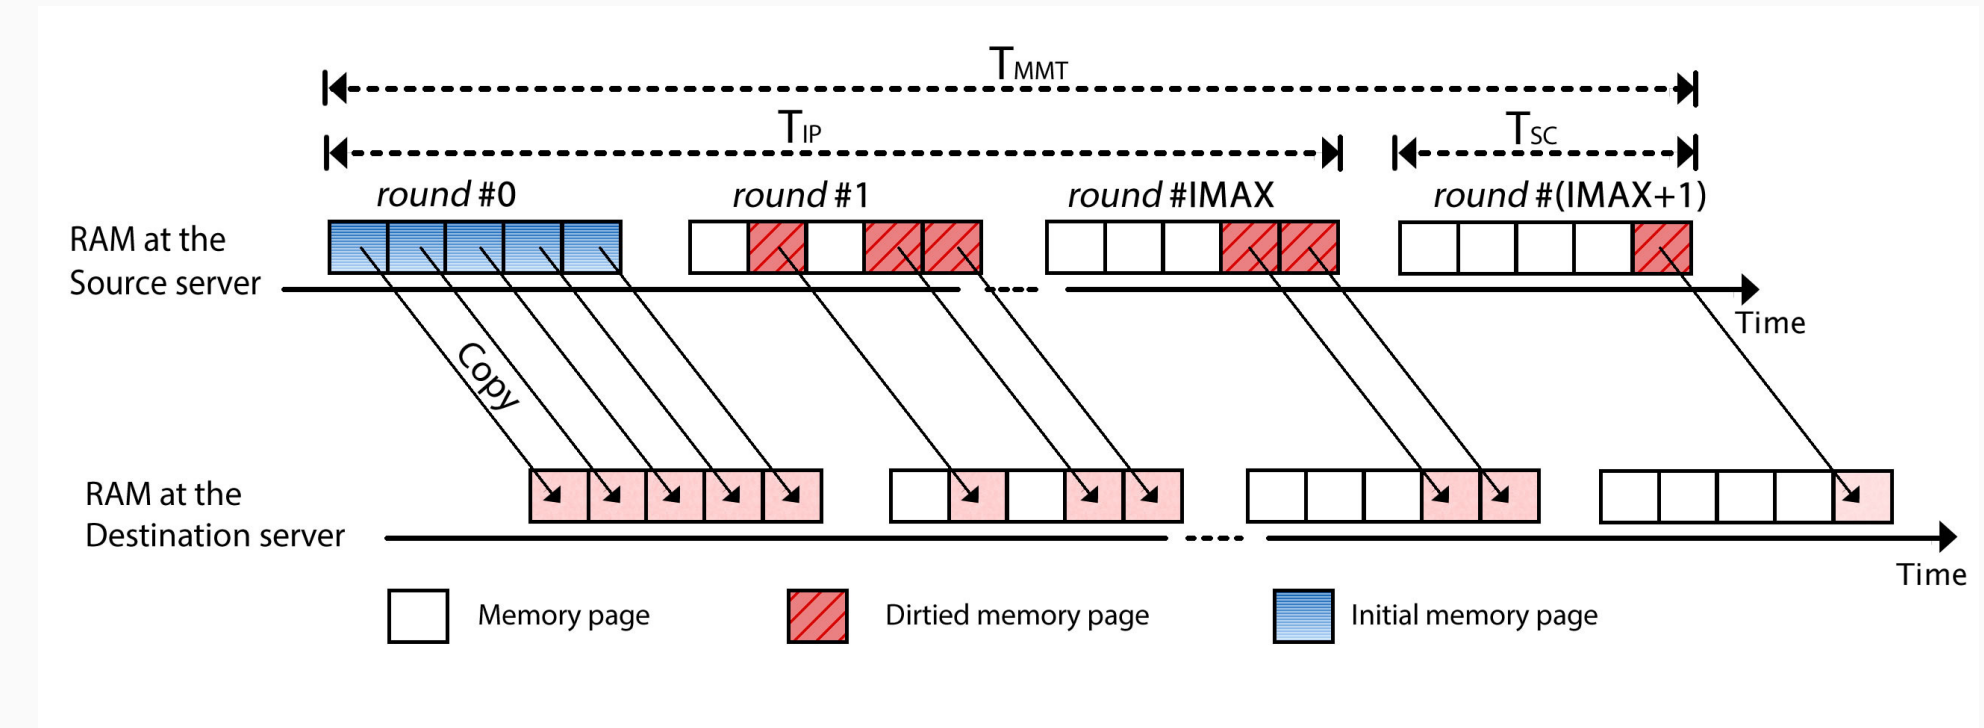 TMMT
TIP
TSC
round #0
round #1
round #IMAX
round #(IMAX+1)
RAM at the
Source server
Time
Copy
RAM at the
Destination server
Time
Memory page
Dirtied memory page
Initial memory page